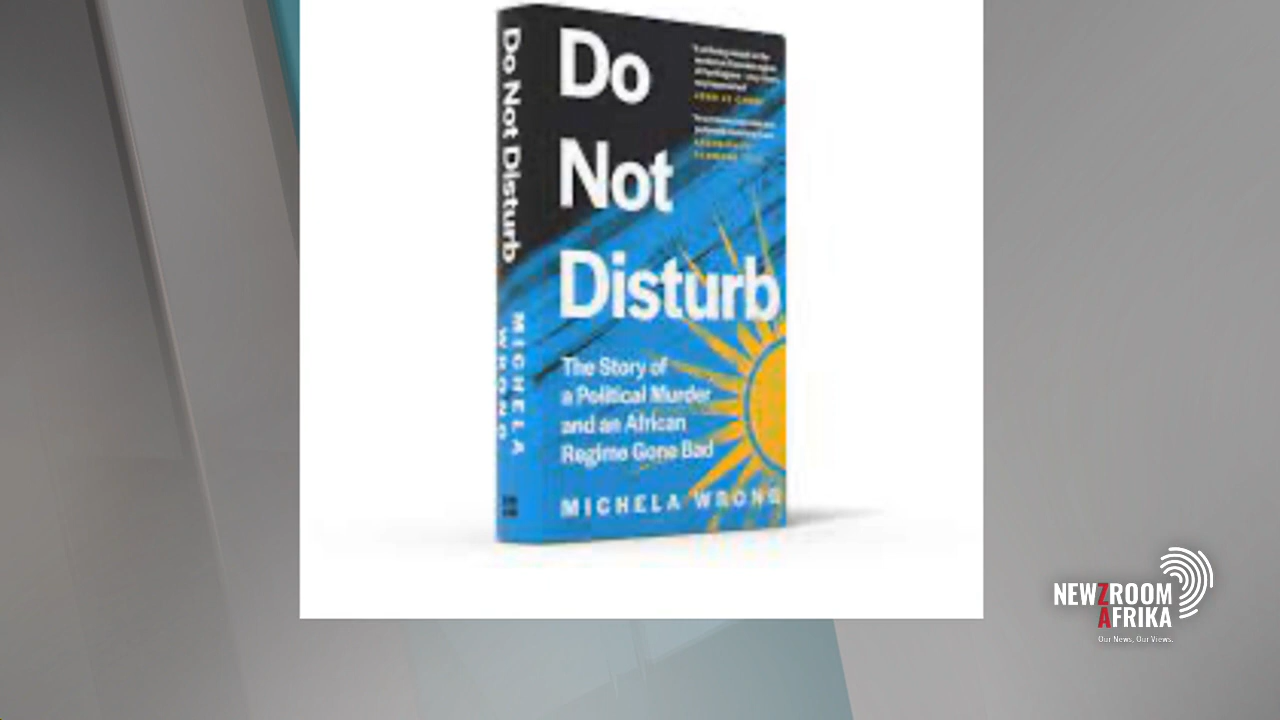 Do Not Disturb
MICHELA
WRONG
Do
Not
Disturb
The Story of
a Political Murder
and an African
Regime Gone Bad
MICHELA WRONG
NEWZROOM
AFRIKA
Our News, Our Views.